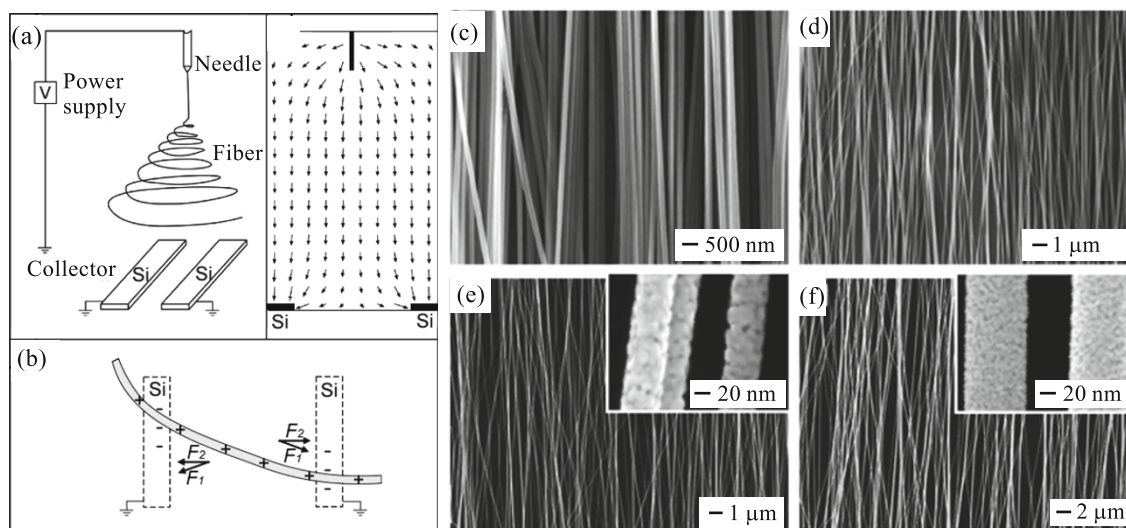 (a)
Needle
V
Power
supply
Fiber
Collector
Si
Si
Si
Si
(b)
Si
Si
F2
F1
F2
F1
(c)
500 nm
(d)
1 μm
(e)
20 nm
1 μm
(f)
20 nm
2 μm